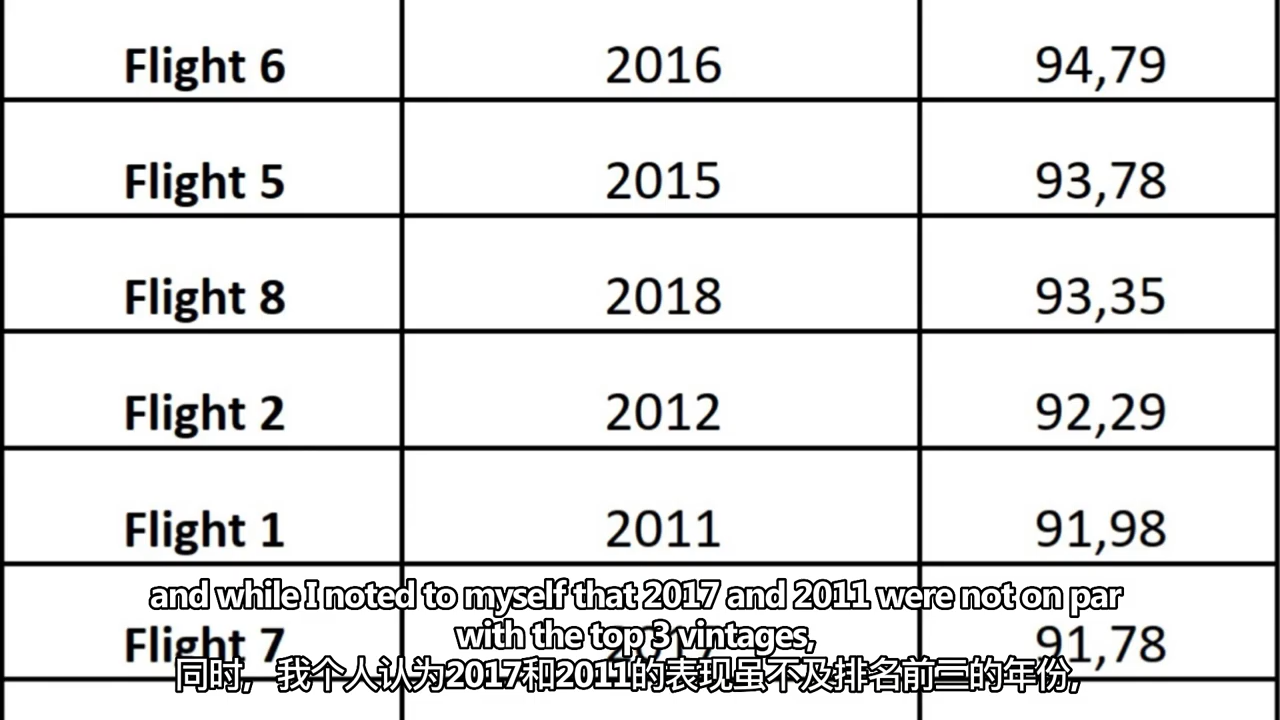 Flight 6 2016 94,79
Flight 5 2015 93,78
Flight 8 2018 93,35
Flight 2 2012 92,29
Flight 1 2011 91,98
Flight 7 2017 91,78
and while I noted to myself that 2017 and 2011 were not on par
with the top 3 vintages,
同时，我个人认为2017和2011的表现虽不及排名前三的年份，